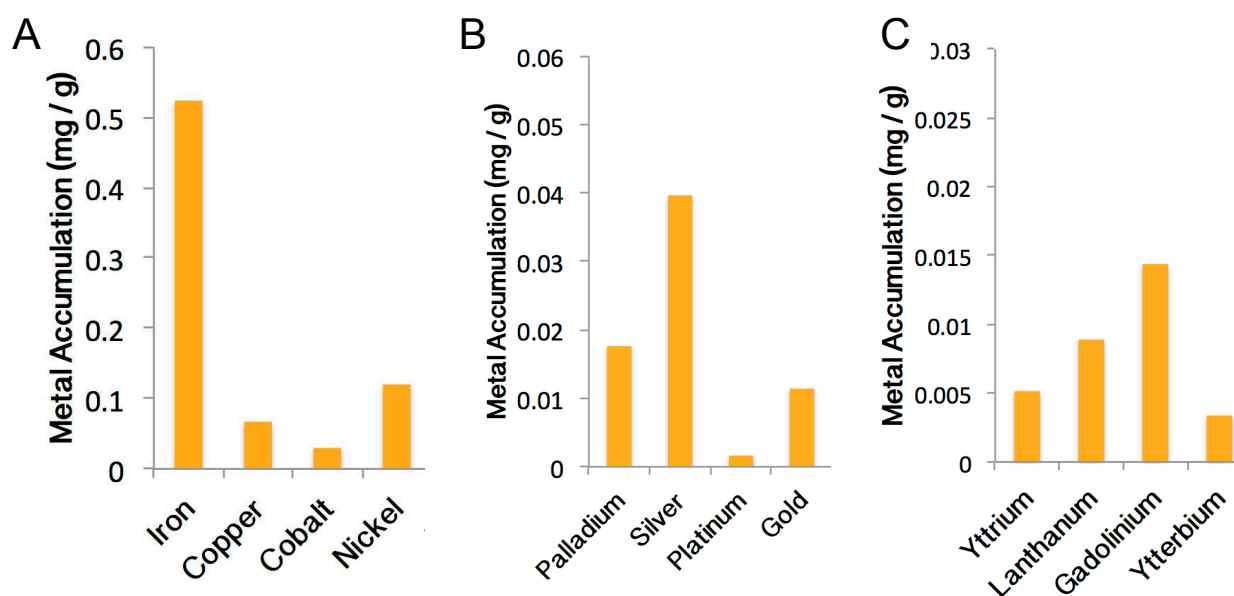 A
Metal Accumulation (mg / g)
0.6
0.5
0.4
0.3
0.2
0.1
0
Iron
Copper
Cobalt
Nickel
B
Metal Accumulation (mg / g)
0.06
0.05
0.04
0.03
0.02
0.01
0
Palladium
Silver
Platinum
Gold
C
Metal Accumulation (mg / g)
0.03
0.025
0.02
0.015
0.01
0.005
0
Yttrium
Lanthanum
Gadolinium
Ytterbium